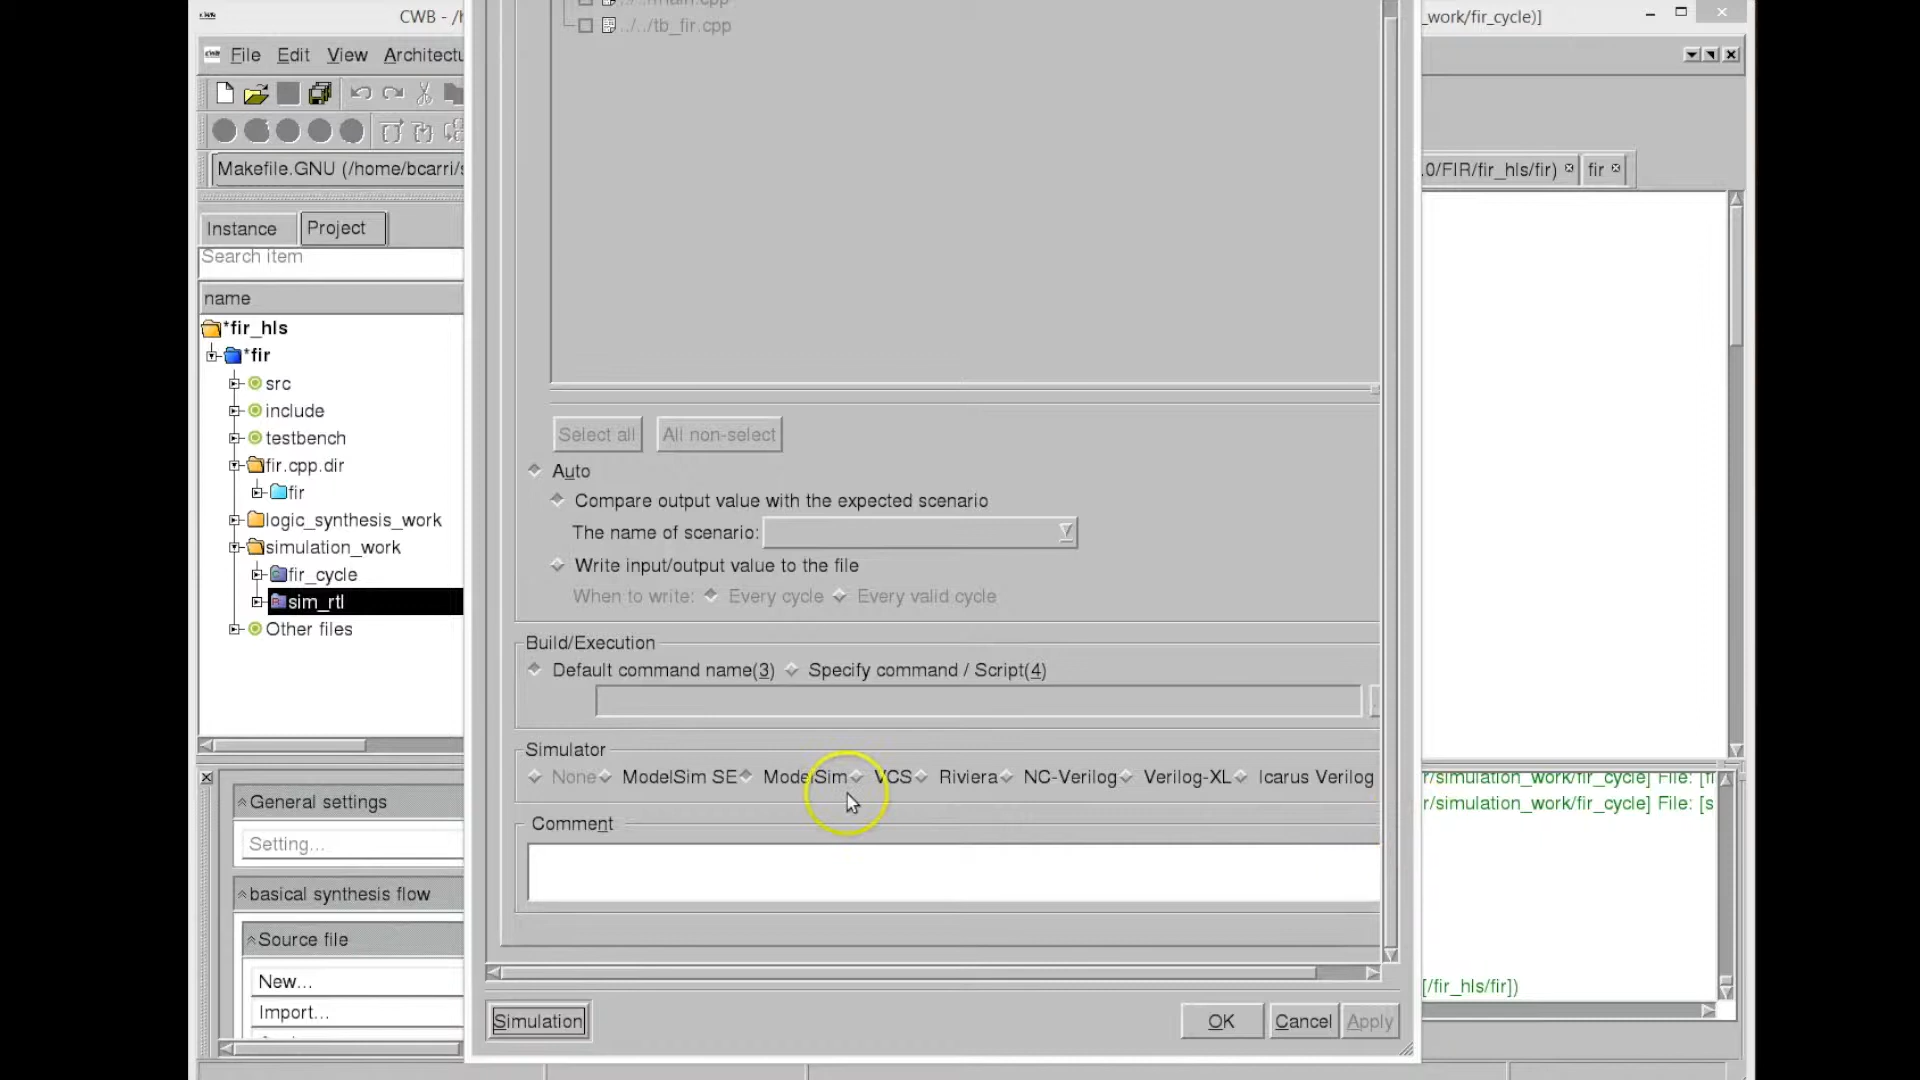 CWB - /h
_work/fir_cycle)]
../../tb_fir.cpp
File Edit View Architectu
Makefile.GNU (/home/bcarri/s
.0/FIR/fir_hls/fir) fir
Instance Project
Search item
name
*fir_hls
*fir
src
include
testbench
fir.cpp.dir
fir
logic_synthesis_work
simulation_work
fir_cycle
sim_rtl
Other files
Select all All non-select
Auto
Compare output value with the expected scenario
The name of scenario:
Write input/output value to the file
When to write: Every cycle Every valid cycle
Build/Execution
Default command name(3) Specify command / Script(4)
Simulator
None ModelSim SE ModelSim VCS Riviera NC-Verilog Verilog-XL Icarus Verilog
Comment
General settings
Setting...
basical synthesis flow
Source file
New...
Import...
r/simulation_work/fir_cycle] File: [fi
r/simulation_work/fir_cycle] File: [s
[/fir_hls/fir])
Simulation OK Cancel Apply